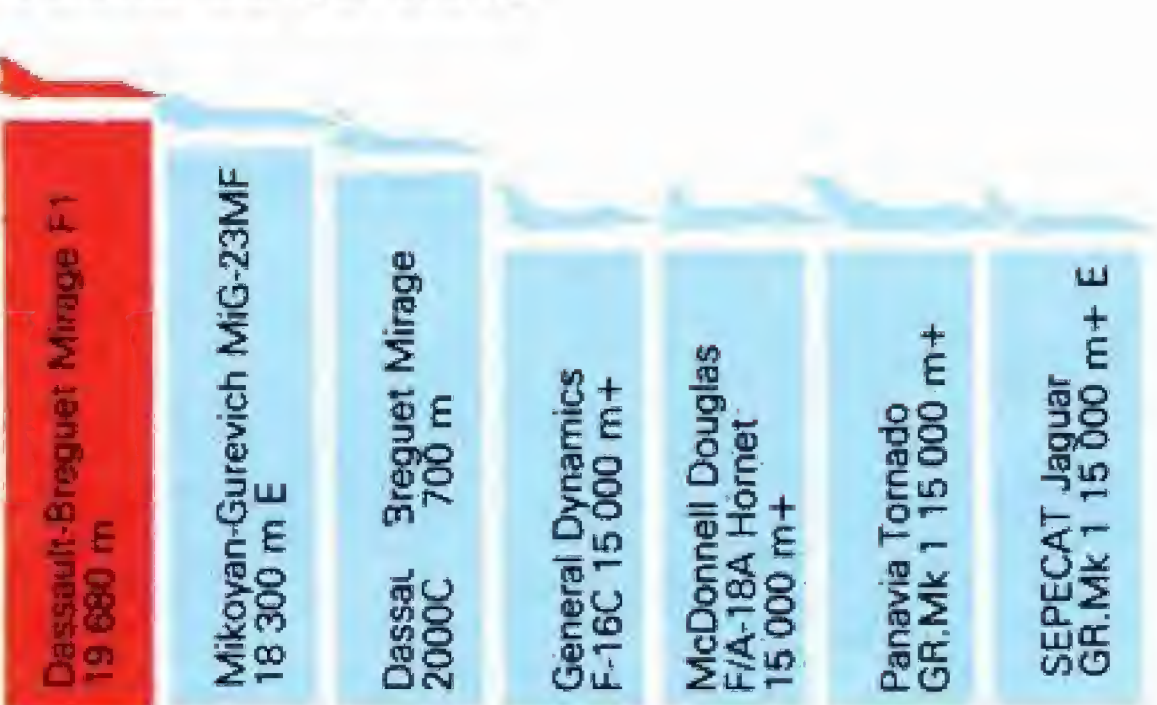 Dassault-Breguet Mirage F1
19 680 m
Mikoyan-Gurevich MiG-23MF
18 300 m E
Mirage
2000C 700 m
General Dynamics
F-16C 15 000 m+
McDonnell Douglas
F/A-18A Hornet
15 000 m+
Panavia Tornado
GR.Mk 1 15 000 m+
SEPECAT Jaguar
GR.Mk 1 15 000 m+ E